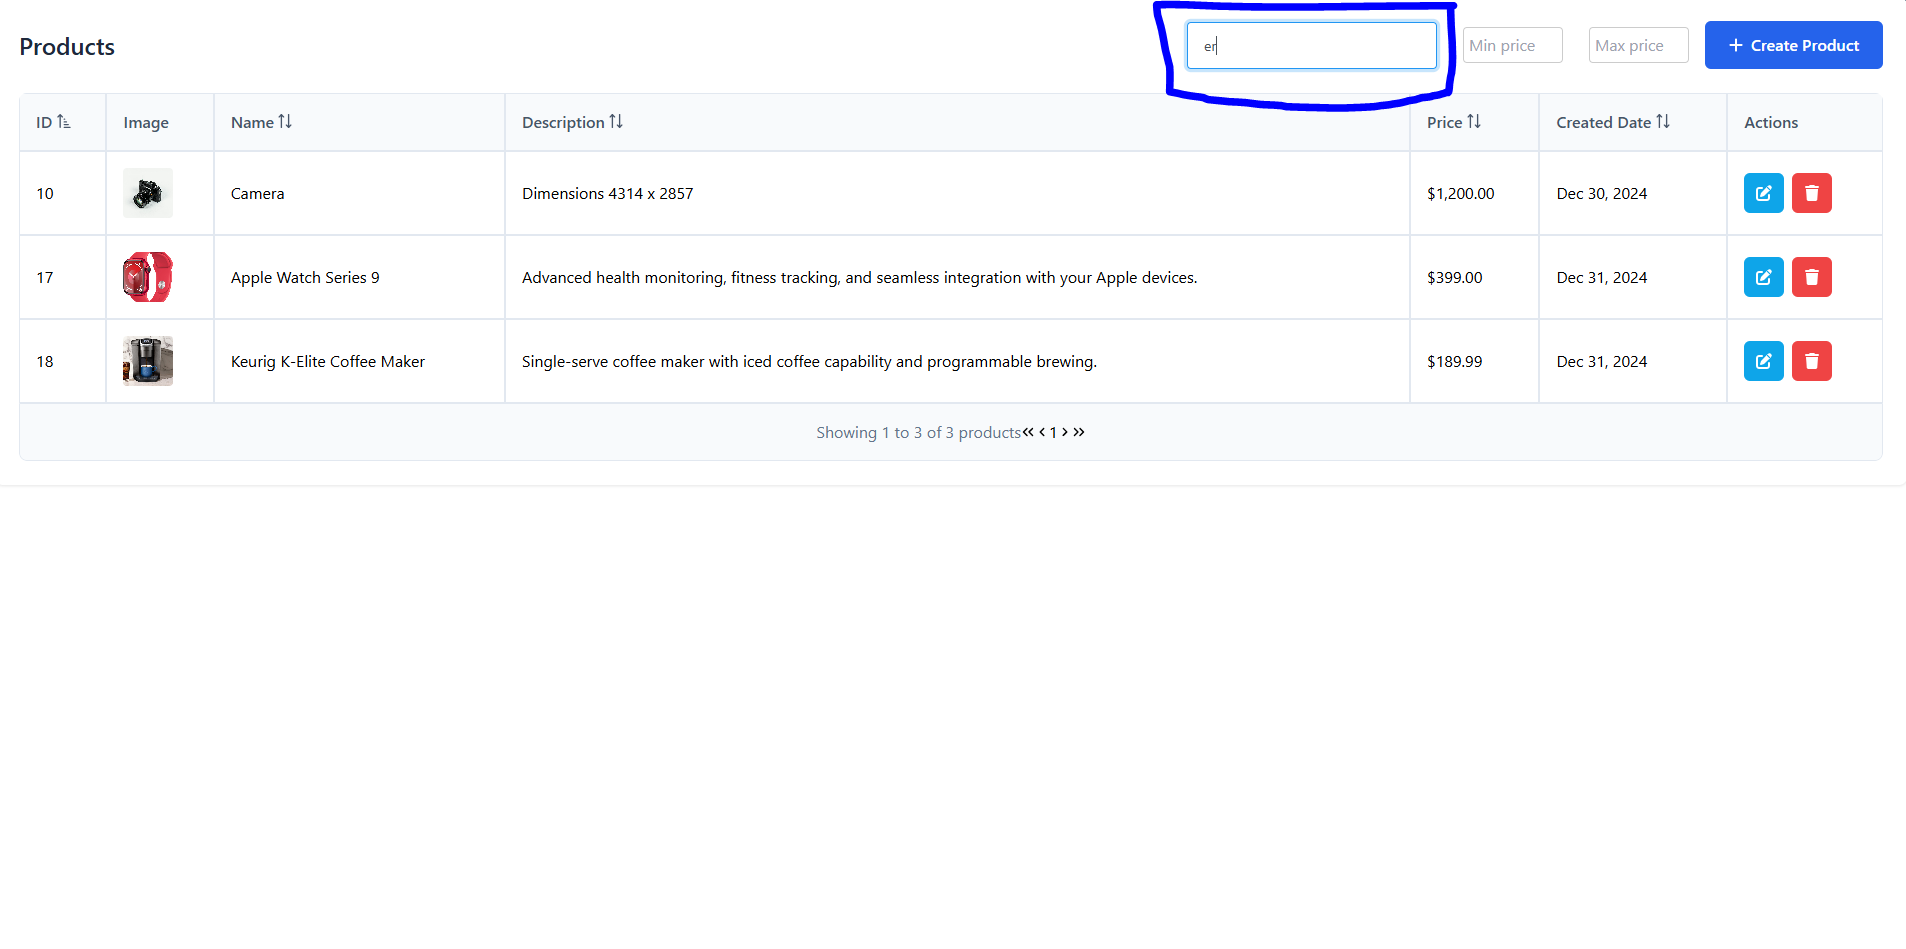 Products
er
Min price
Max price
+ Create Product
ID Image Name Description Price Created Date Actions
10 Camera Dimensions 4314 x 2857 $1,200.00 Dec 30, 2024
17 Apple Watch Series 9 Advanced health monitoring, fitness tracking, and seamless integration with your Apple devices. $399.00 Dec 31, 2024
18 Keurig K-Elite Coffee Maker Single-serve coffee maker with iced coffee capability and programmable brewing. $189.99 Dec 31, 2024
Showing 1 to 3 of 3 products« ‹ 1 › »